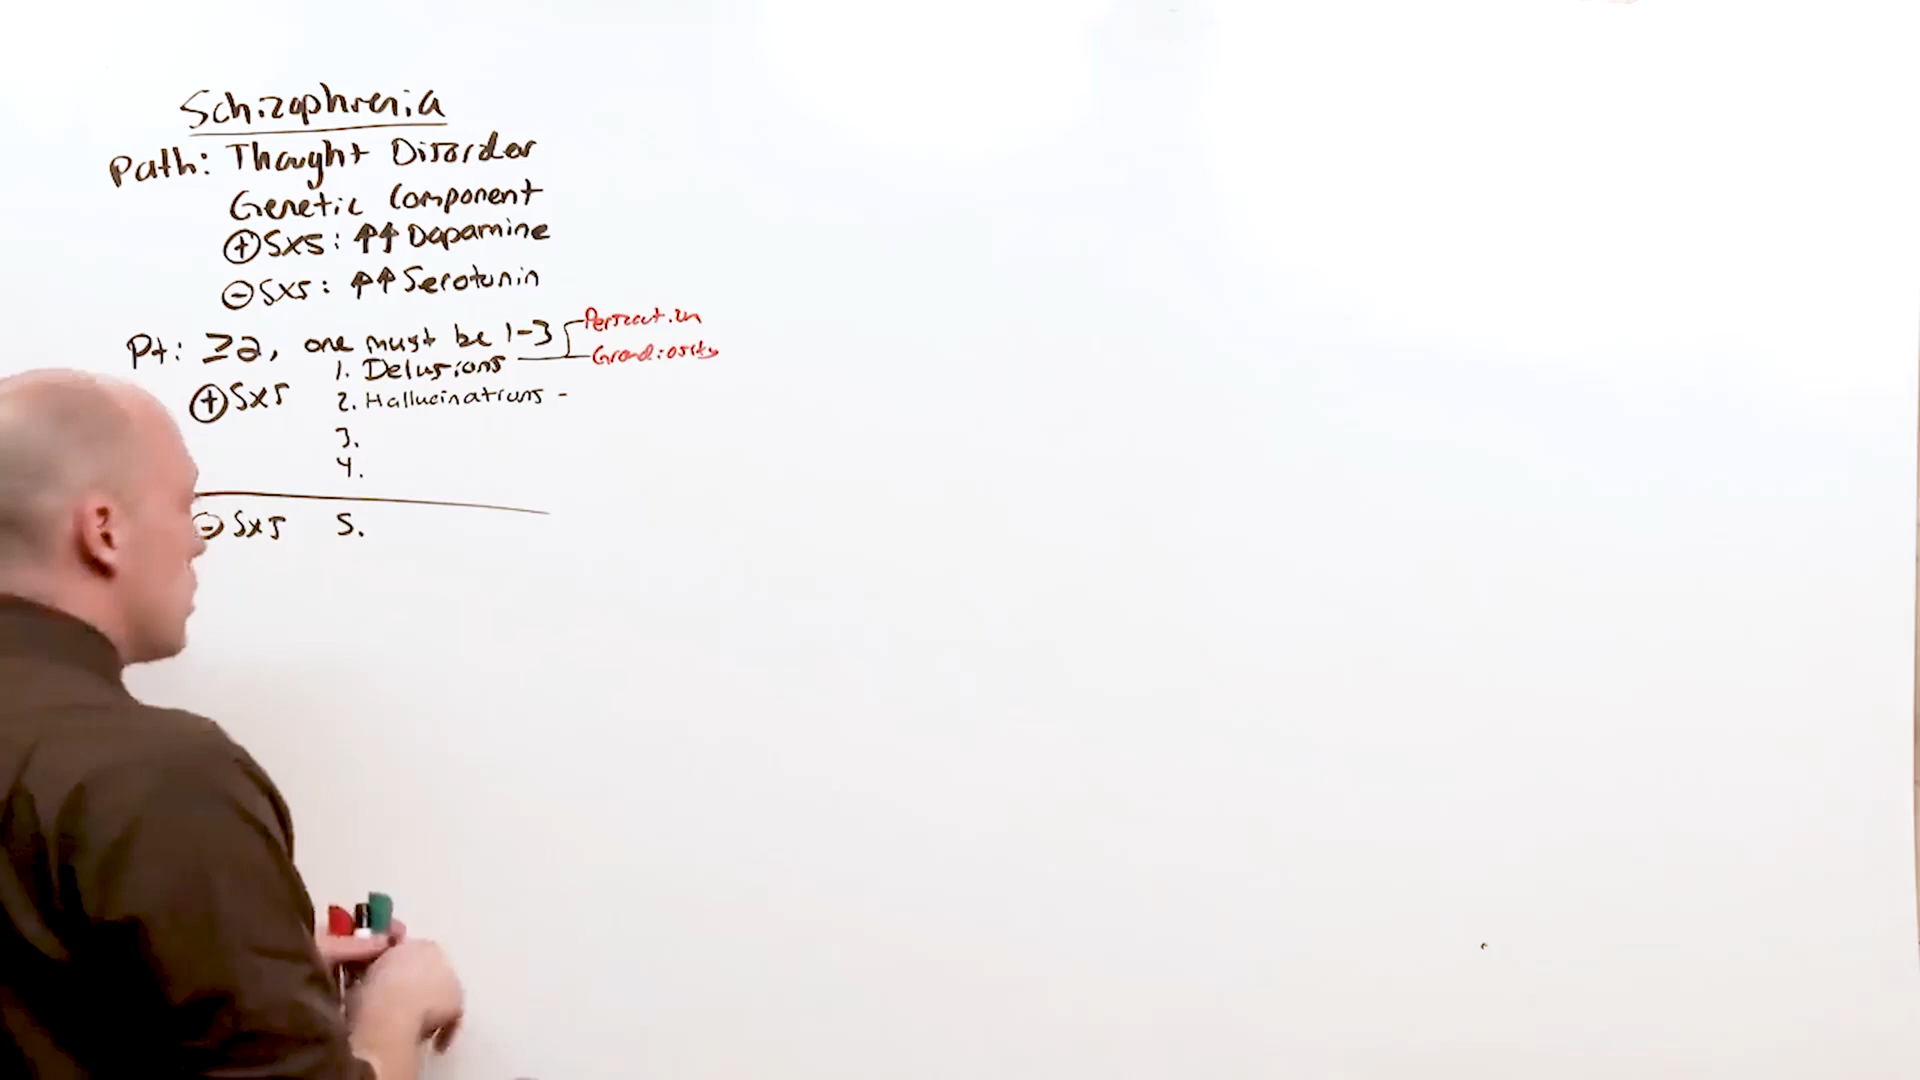 Schizophrenia
Path: Thought Disorder
Genetic Component
⊕ Sxs: ↑↑ Dopamine
⊖ Sxs: ↑↑ Serotonin
Pt: ≥2, one must be 1-3
Persecution
Grandiosity
1. Delusions
⊕ Sxs 2. Hallucinations -
3.
4.
⊖ Sxs 5.